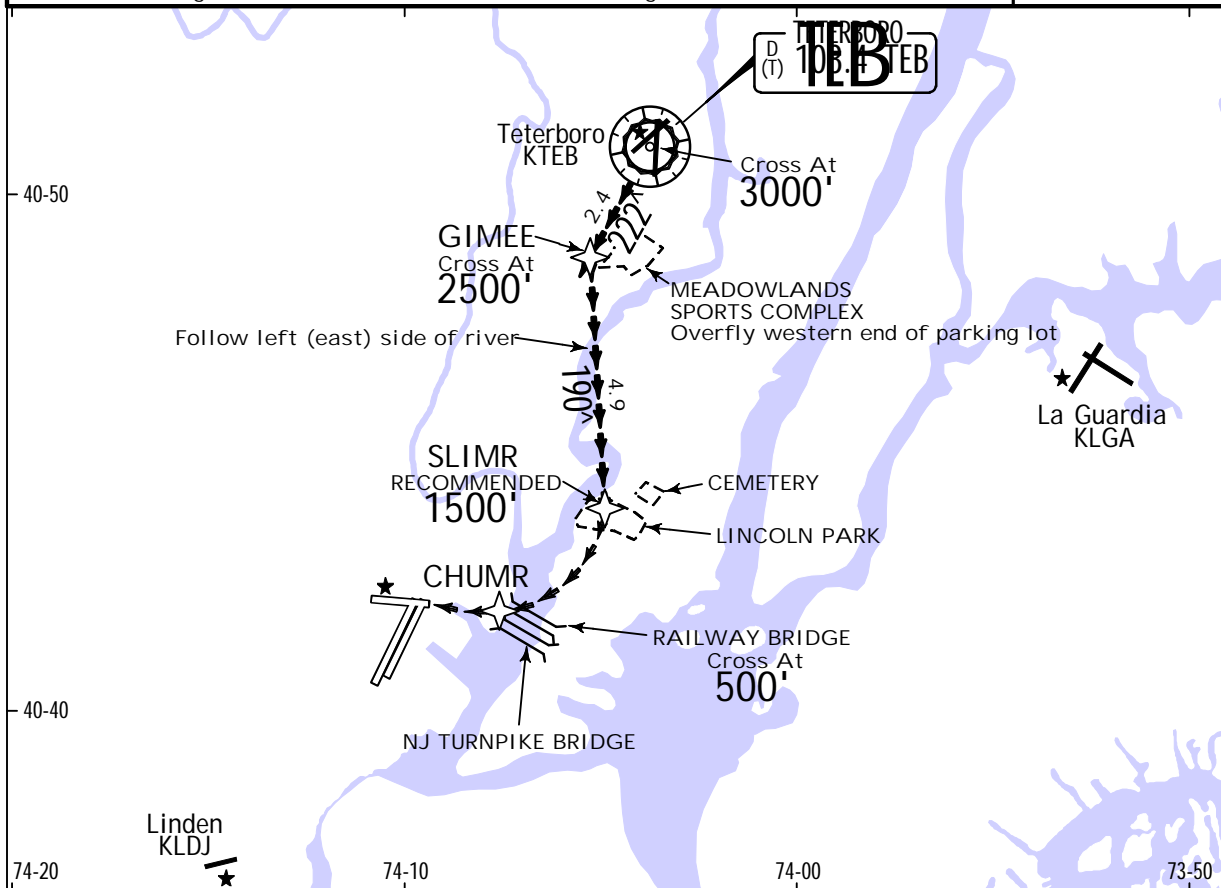 TETERBORO
D
(T)
108.4 TEB
TEB
Teterboro
KTEB
Cross At
3000'
40-50
2.4
222^
GIMEE
Cross At
2500'
MEADOWLANDS
SPORTS COMPLEX
Overfly western end of parking lot
Follow left (east) side of river
190^
4.9
La Guardia
KLGA
SLIMR
RECOMMENDED
1500'
CEMETERY
LINCOLN PARK
CHUMR
RAILWAY BRIDGE
Cross At
500'
40-40
NJ TURNPIKE BRIDGE
Linden
KLDJ
74-20
74-10
74-00
73-50